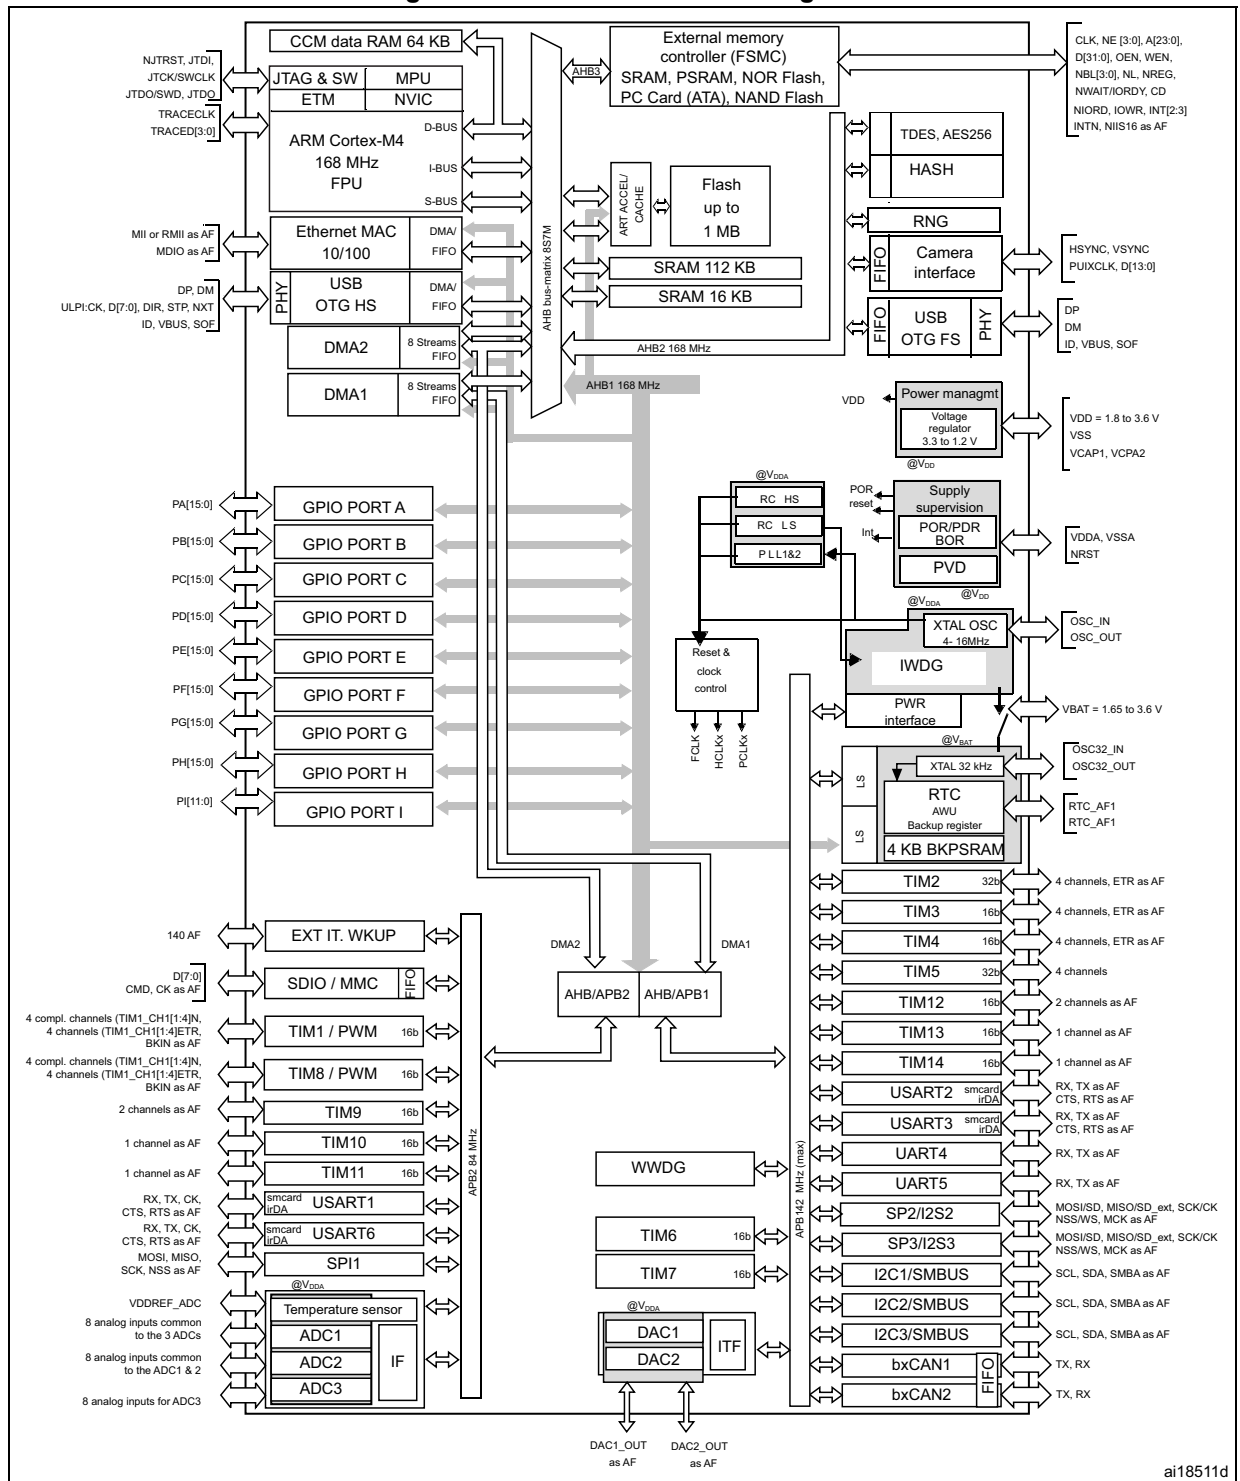 CCM data RAM 64 KB
External memory
controller (FSMC)
SRAM, PSRAM, NOR Flash,
PC Card (ATA), NAND Flash
AHB3
CLK, NE [3:0], A[23:0],
D[31:0], OEN, WEN,
NBL[3:0], NL, NREG,
NWAIT/IORDY, CD
NIORD, IOWR, INT[2:3]
INTN, NIIS16 as AF
NJTRST, JTDI,
JTCK/SWCLK
JTDO/SWD, JTDO
TRACECLK
TRACED[3:0]
JTAG & SW
MPU
ETM
NVIC
ARM Cortex-M4
168 MHz
FPU
D-BUS
I-BUS
S-BUS
AHB bus-matrix 8S7M
ART ACCEL/
CACHE
Flash
up to
1 MB
SRAM 112 KB
SRAM 16 KB
TDES, AES256
HASH
RNG
FIFO
Camera
interface
HSYNC, VSYNC
PUIXCLK, D[13:0]
FIFO
USB
OTG FS
PHY
DP
DM
ID, VBUS, SOF
MII or RMII as AF
MDIO as AF
Ethernet MAC
10/100
DMA/
FIFO
DP, DM
ULPI:CK, D[7:0], DIR, STP, NXT
ID, VBUS, SOF
PHY
USB
OTG HS
DMA/
FIFO
DMA2
8 Streams
FIFO
DMA1
8 Streams
FIFO
AHB2 168 MHz
AHB1 168 MHz
VDD
Power managmt
Voltage
regulator
3.3 to 1.2 V
@VDD
VDD = 1.8 to 3.6 V
VSS
VCAP1, VCPA2
@VDDA
RC HS
RC LS
PLL1&2
POR
reset
Int
Supply
supervision
POR/PDR
BOR
PVD
@VDD
VDDA, VSSA
NRST
@VDDA
XTAL OSC
4- 16MHz
IWDG
OSC_IN
OSC_OUT
Reset &
clock
control
FCLK
HCLKx
PCLKx
PWR
interface
VBAT = 1.65 to 3.6 V
@VBAT
XTAL 32 kHz
OSC32_IN
OSC32_OUT
LS
LS
RTC
AWU
Backup register
4 KB BKPSRAM
RTC_AF1
RTC_AF1
PA[15:0]
GPIO PORT A
PB[15:0]
GPIO PORT B
PC[15:0]
GPIO PORT C
PD[15:0]
GPIO PORT D
PE[15:0]
GPIO PORT E
PF[15:0]
GPIO PORT F
PG[15:0]
GPIO PORT G
PH[15:0]
GPIO PORT H
PI[11:0]
GPIO PORT I
DMA2
DMA1
AHB/APB2
AHB/APB1
140 AF
EXT IT. WKUP
D[7:0]
CMD, CK as AF
SDIO / MMC
FIFO
4 compl. channels (TIM1_CH1[1:4]N,
4 channels (TIM1_CH1[1:4]ETR,
BKIN as AF
TIM1 / PWM 16b
4 compl. channels (TIM1_CH1[1:4]N,
4 channels (TIM1_CH1[1:4]ETR,
BKIN as AF
TIM8 / PWM 16b
2 channels as AF
TIM9 16b
1 channel as AF
TIM10 16b
1 channel as AF
TIM11 16b
RX, TX, CK,
CTS, RTS as AF
smcard
irDA
USART1
RX, TX, CK,
CTS, RTS as AF
smcard
irDA
USART6
MOSI, MISO,
SCK, NSS as AF
SPI1
@VDDA
VDDREF_ADC
Temperature sensor
8 analog inputs common
to the 3 ADCs
ADC1
8 analog inputs common
to the ADC1 & 2
ADC2
8 analog inputs for ADC3
ADC3
IF
APB2 84 MHz
WWDG
TIM6 16b
TIM7 16b
@VDDA
DAC1
DAC2
ITF
DAC1_OUT
as AF
DAC2_OUT
as AF
APB142 MHz (max)
TIM2 32b
4 channels, ETR as AF
TIM3 16b
4 channels, ETR as AF
TIM4 16b
4 channels, ETR as AF
TIM5 32b
4 channels
TIM12 16b
2 channels as AF
TIM13 16b
1 channel as AF
TIM14 16b
1 channel as AF
USART2
smcard
irDA
RX, TX as AF
CTS, RTS as AF
USART3
smcard
irDA
RX, TX as AF
CTS, RTS as AF
UART4
RX, TX as AF
UART5
RX, TX as AF
SP2/I2S2
MOSI/SD, MISO/SD_ext, SCK/CK
NSS/WS, MCK as AF
SP3/I2S3
MOSI/SD, MISO/SD_ext, SCK/CK
NSS/WS, MCK as AF
I2C1/SMBUS
SCL, SDA, SMBA as AF
I2C2/SMBUS
SCL, SDA, SMBA as AF
I2C3/SMBUS
SCL, SDA, SMBA as AF
bxCAN1
TX, RX
bxCAN2
TX, RX
FIFO
ai18511d